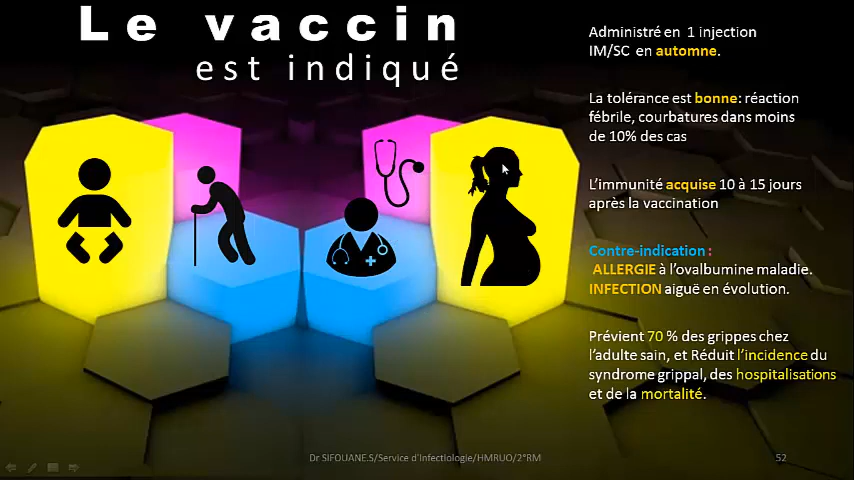 Le vaccin
est indiqué
Administré en 1 injection
IM/SC en automne.
La tolérance est bonne: réaction
fébrile, courbatures dans moins
de 10% des cas
L'immunité acquise 10 à 15 jours
après la vaccination
Contre-indication :
ALLERGIE à l'ovalbumine maladie.
INFECTION aiguë en évolution.
Prévient 70 % des grippes chez
l'adulte sain, et Réduit l'incidence du
syndrome grippal, des hospitalisations
et de la mortalité.
Dr SIFOUANE.S/Service d'Infectiologie/HMRUO/2°RM
52